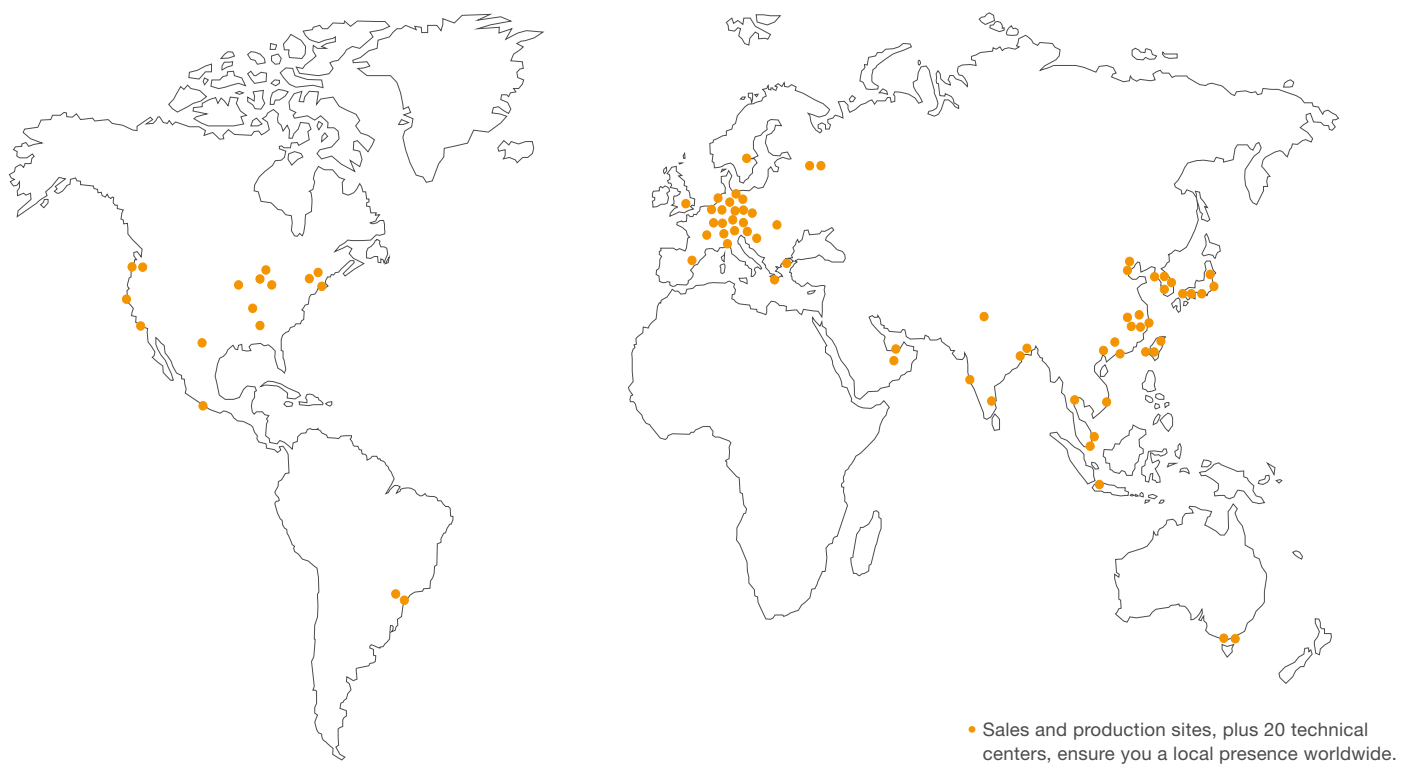 Sales and production sites, plus 20 technical
centers, ensure you a local presence worldwide.